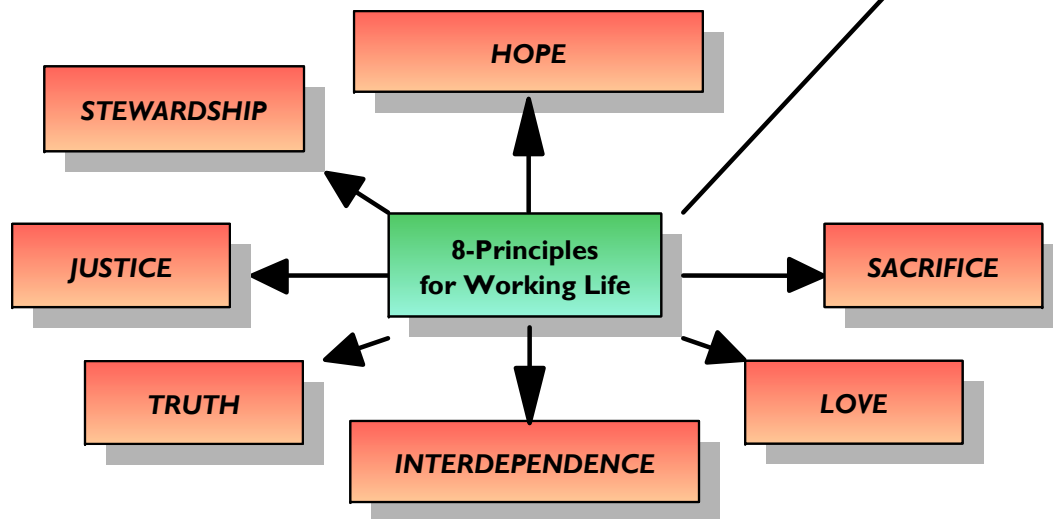 HOPE
STEWARDSHIP
8-Principles
for Working Life
JUSTICE
SACRIFICE
TRUTH
LOVE
INTERDEPENDENCE